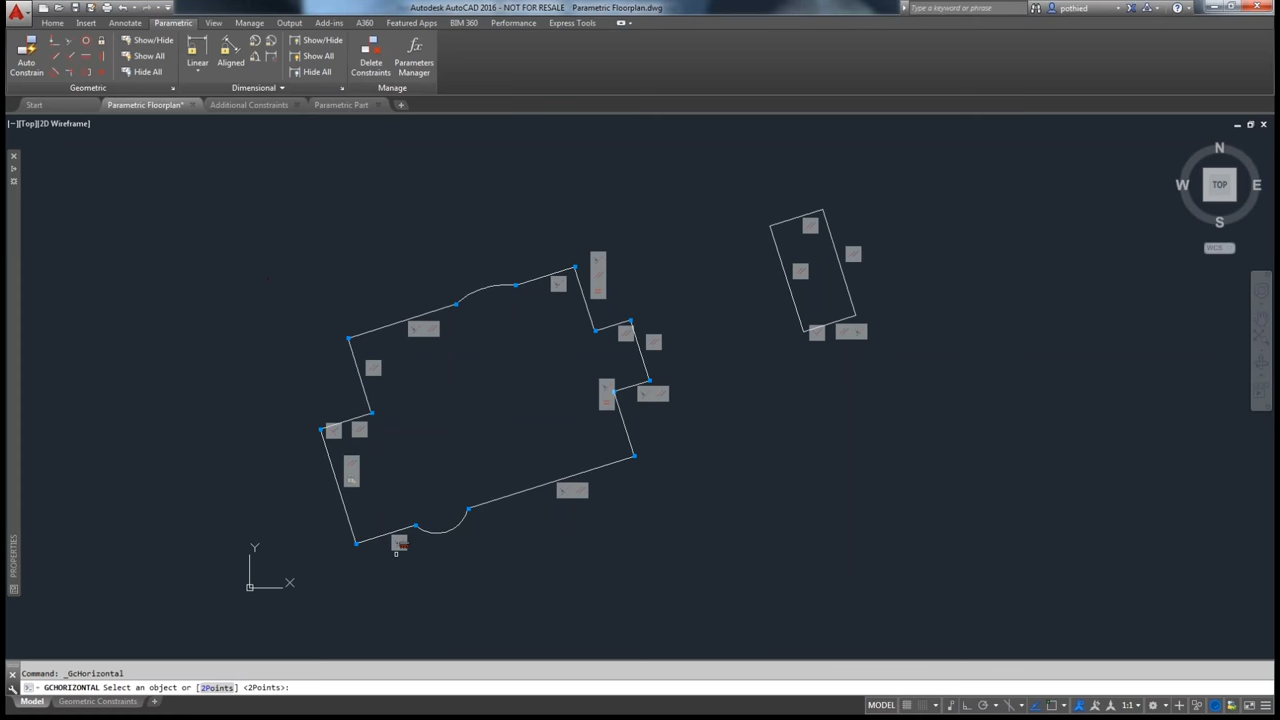 Autodesk AutoCAD 2016 - NOT FOR RESALE Parametric Floorplan.dwg
Type a keyword or phrase
pothied
Home Insert Annotate Parametric View Manage Output Add-ins A360 Featured Apps BIM 360 Performance Express Tools
Auto Constrain
Show/Hide
Show All
Hide All
Linear
Aligned
Show/Hide
Show All
Hide All
Delete Constraints
Parameters Manager
Geometric
Dimensional
Manage
Start
Parametric Floorplan*
Additional Constraints
Parametric Part
[−][Top][2D Wireframe]
N
W TOP E
S
WCS
PROPERTIES
Y
X
Command: _GcHorizontal
GCHORIZONTAL Select an object or [2Points] <2Points>:
Model
Geometric Constraints
MODEL
1:1